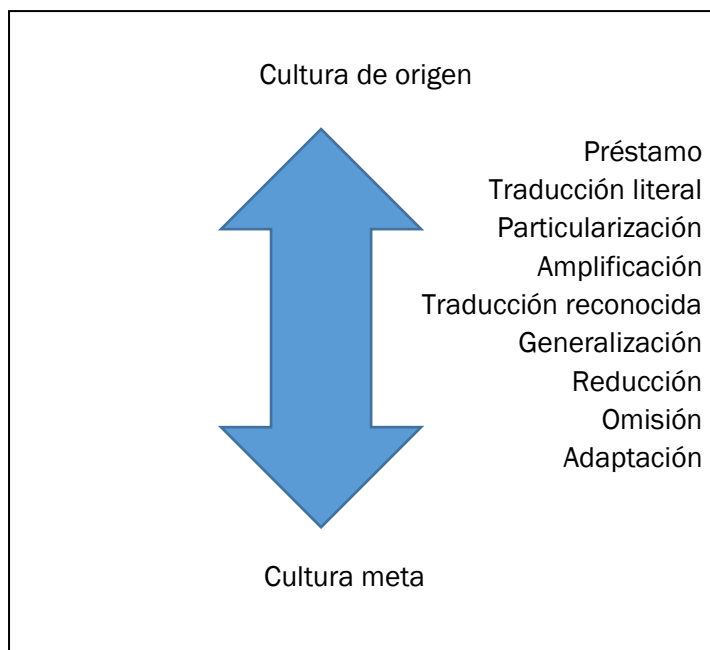 Cultura de origen
Préstamo
Traducción literal
Particularización
Amplificación
Traducción reconocida
Generalización
Reducción
Omisión
Adaptación
Cultura meta